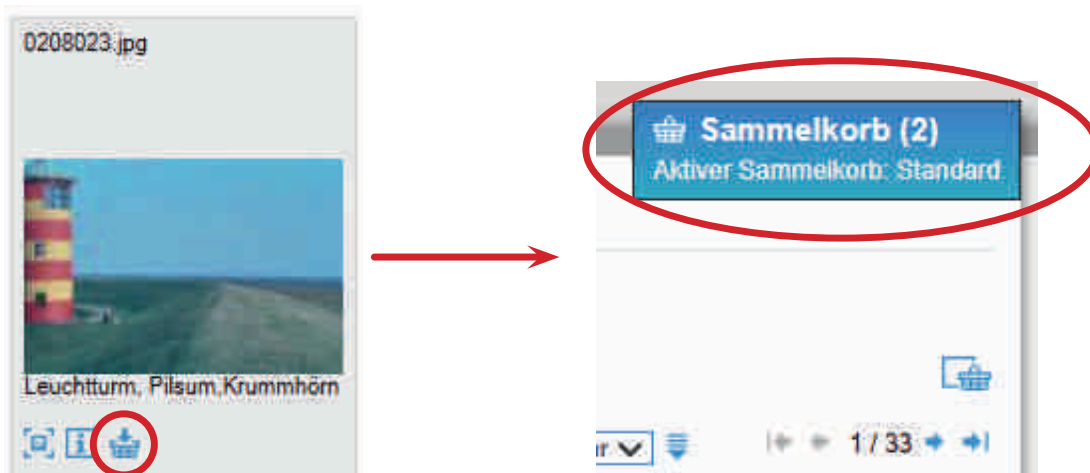 0208023.jpg
Leuchtturm, Pilsum,Krummhörn
Sammelkorb (2)
Aktiver Sammelkorb: Standard
1 / 33